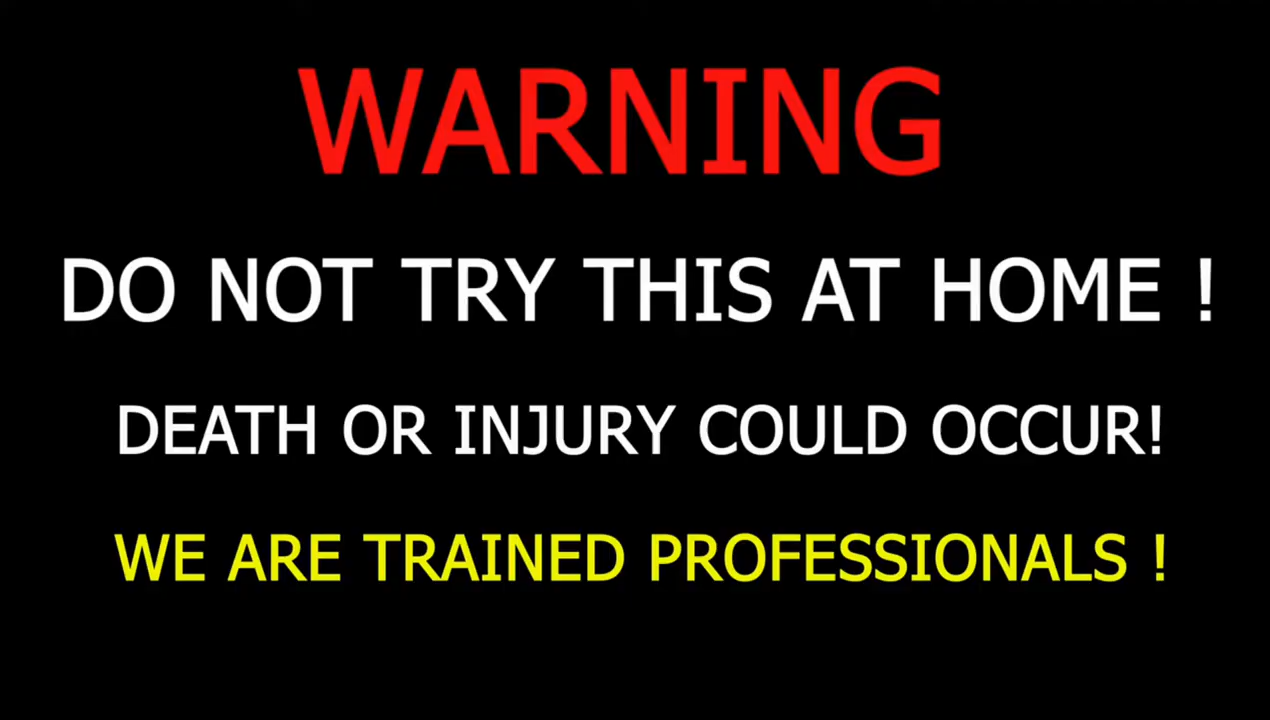 WARNING
DO NOT TRY THIS AT HOME !
DEATH OR INJURY COULD OCCUR!
WE ARE TRAINED PROFESSIONALS !